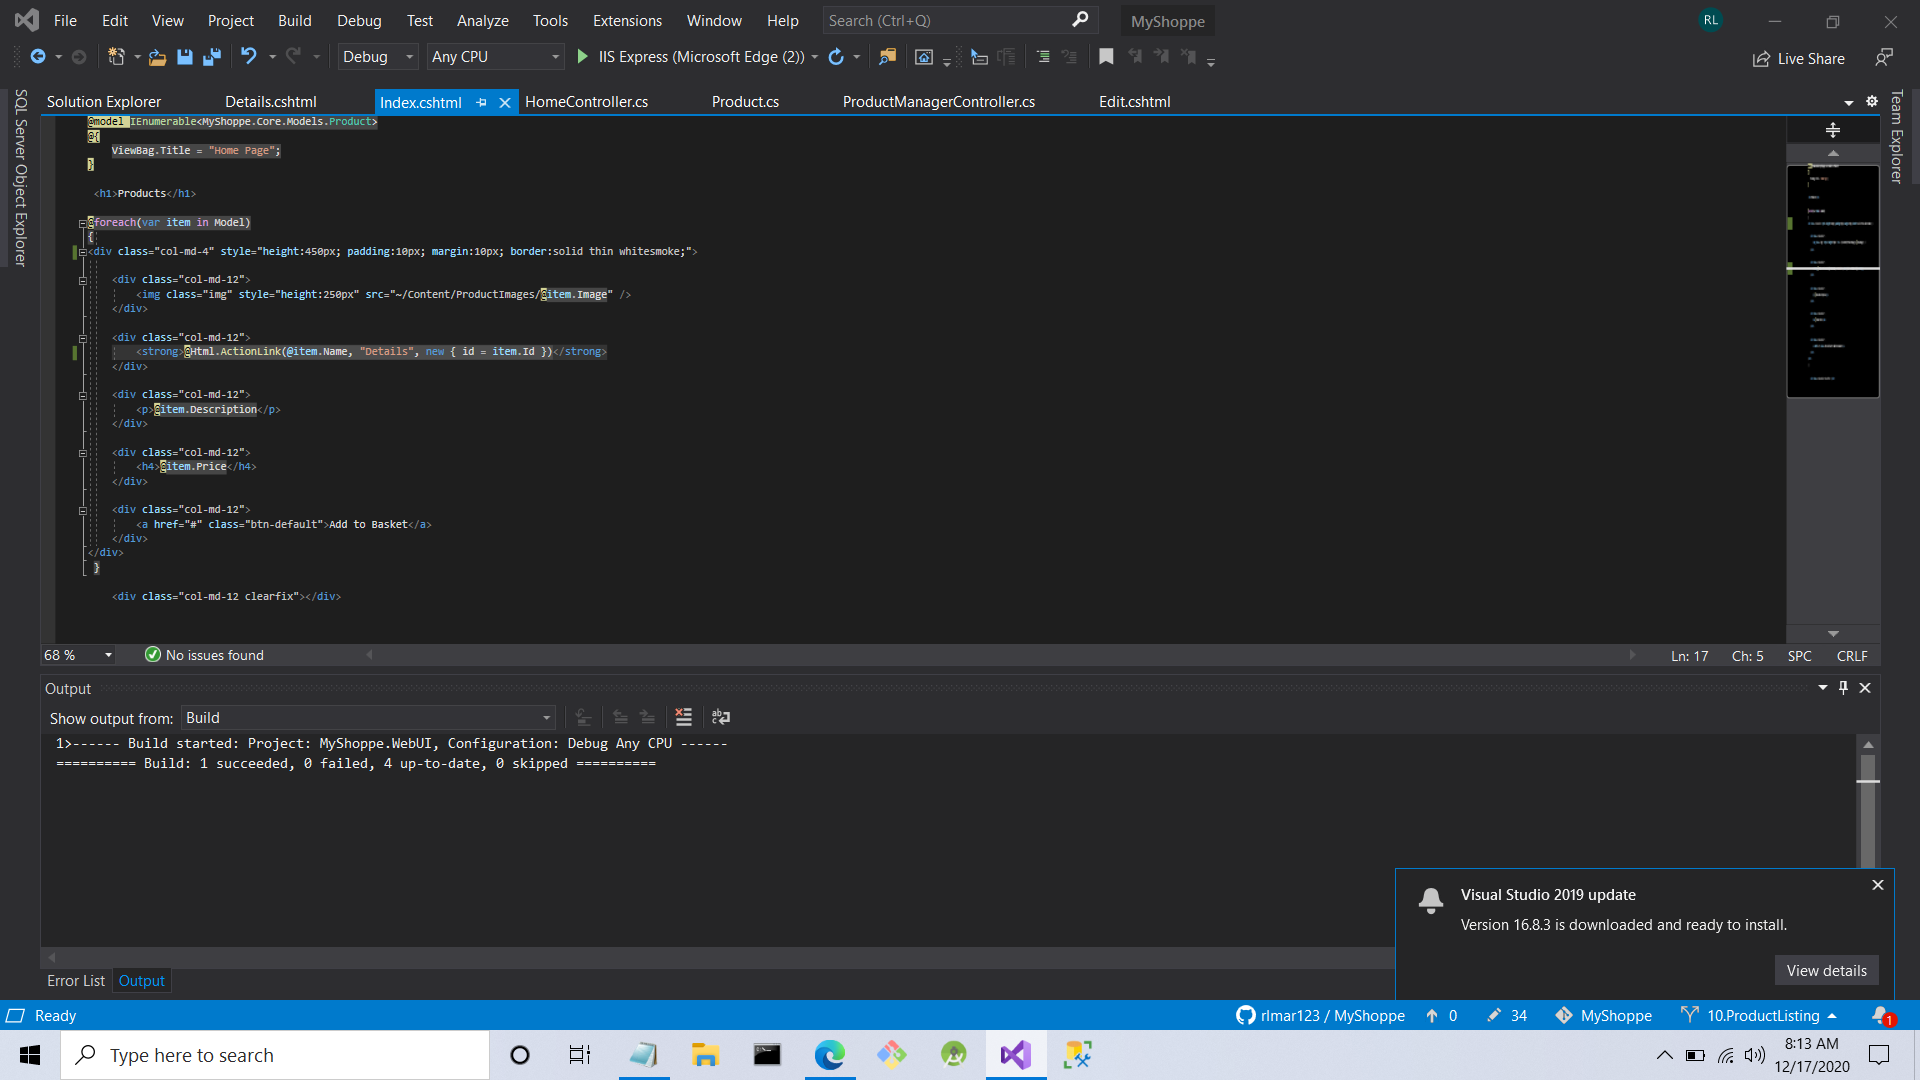 File Edit View Project Build Debug Test Analyze Tools Extensions Window Help Search (Ctrl+Q) MyShoppe RL
Debug Any CPU IIS Express (Microsoft Edge (2)) Live Share
Solution Explorer Details.cshtml Index.cshtml HomeController.cs Product.cs ProductManagerController.cs Edit.cshtml
SQL Server Object Explorer
Team Explorer
@model IEnumerable<MyShoppe.Core.Models.Product>
@{
ViewBag.Title = "Home Page";
}
<h1>Products</h1>
@foreach(var item in Model)
{
<div class="col-md-4" style="height:450px; padding:10px; margin:10px; border:solid thin whitesmoke;">
<div class="col-md-12">
<img class="img" style="height:250px" src="~/Content/ProductImages/@item.Image" />
</div>
<div class="col-md-12">
<strong>@Html.ActionLink(@item.Name, "Details", new { id = item.Id })</strong>
</div>
<div class="col-md-12">
<p>@item.Description</p>
</div>
<div class="col-md-12">
<h4>@item.Price</h4>
</div>
<div class="col-md-12">
<a href="#" class="btn-default">Add to Basket</a>
</div>
</div>
}
<div class="col-md-12 clearfix"></div>
68 % No issues found Ln: 17 Ch: 5 SPC CRLF
Output
Show output from: Build
1>------ Build started: Project: MyShoppe.WebUI, Configuration: Debug Any CPU ------
========== Build: 1 succeeded, 0 failed, 4 up-to-date, 0 skipped ==========
Visual Studio 2019 update
Version 16.8.3 is downloaded and ready to install.
View details
Error List Output
Ready rlmar123 / MyShoppe 0 34 MyShoppe 10.ProductListing 1
Type here to search
8:13 AM
12/17/2020